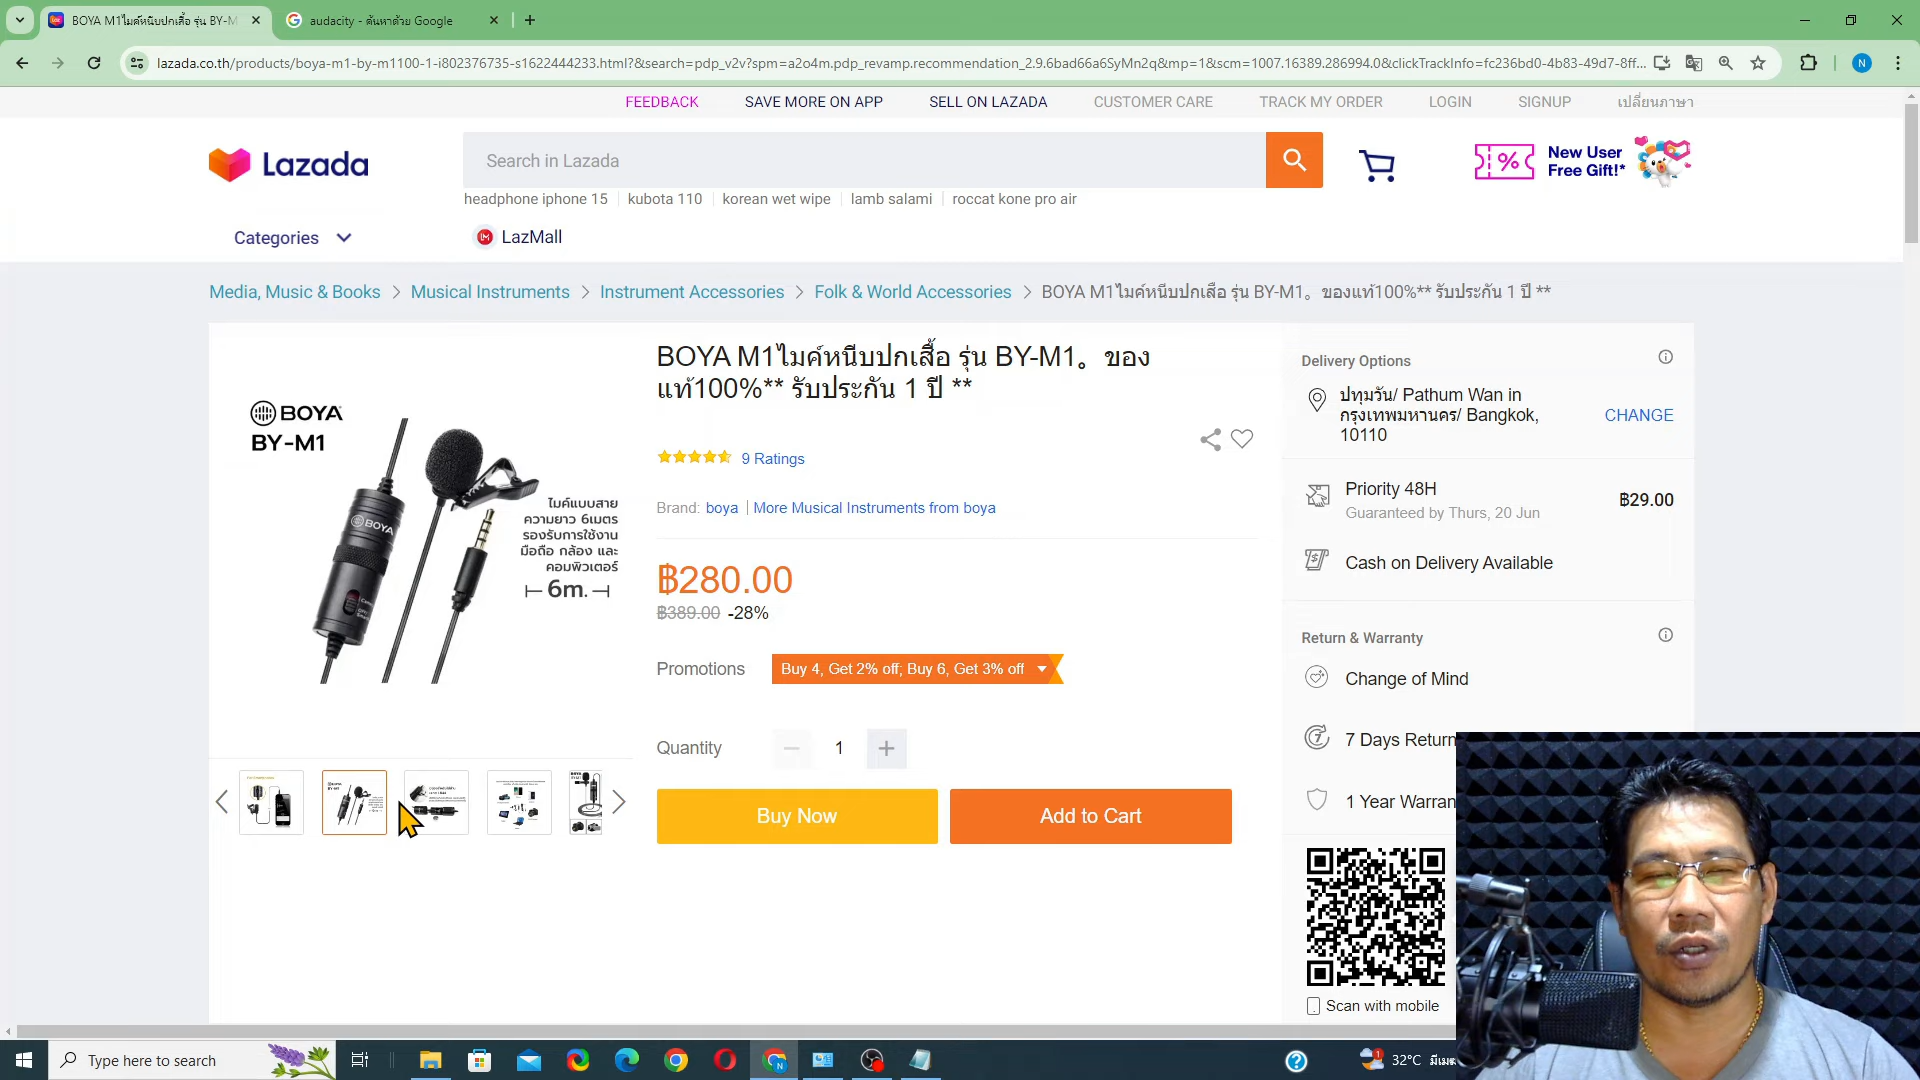 BOYA M1ไมค์หนีบปกเสื้อ รุ่น BY-M
audacity - ค้นหาด้วย Google
lazada.co.th/products/boya-m1-by-m1100-1-i802376735-s1622444233.html?&search=pdp_v2v?spm=a2o4m.pdp_revamp.recommendation_2.9.6bad66a6SyMn2q&mp=1&scm=1007.16389.286994.0&clickTrackInfo=fc236bd0-4b83-49d7-8ff...
N
FEEDBACK
SAVE MORE ON APP
SELL ON LAZADA
CUSTOMER CARE
TRACK MY ORDER
LOGIN
SIGNUP
เปลี่ยนภาษา
Lazada
Search in Lazada
%
New User
Free Gift!*
headphone iphone 15
kubota 110
korean wet wipe
lamb salami
roccat kone pro air
Categories
LazMall
Media, Music & Books
Musical Instruments
Instrument Accessories
Folk & World Accessories
BOYA M1ไมค์หนีบปกเสื้อ รุ่น BY-M1。ของแท้100%** รับประกัน 1 ปี **
BOYA
BY-M1
BOYA
ไมค์แบบสาย
ความยาว 6เมตร
รองรับการใช้งาน
มือถือ กล้อง และ
คอมพิวเตอร์
6m.
BOYA M1ไมค์หนีบปกเสื้อ รุ่น BY-M1。ของ
แท้100%** รับประกัน 1 ปี **
9 Ratings
Brand: boya
More Musical Instruments from boya
฿280.00
฿389.00 -28%
Promotions
Buy 4, Get 2% off; Buy 6, Get 3% off
Quantity
1
Buy Now
Add to Cart
Delivery Options
ปทุมวัน/ Pathum Wan in
กรุงเทพมหานคร/ Bangkok,
10110
CHANGE
Priority 48H
฿29.00
Guaranteed by Thurs, 20 Jun
Cash on Delivery Available
Return & Warranty
Change of Mind
7 Days Return
1 Year Warran
Scan with mobile
Type here to search
32°C